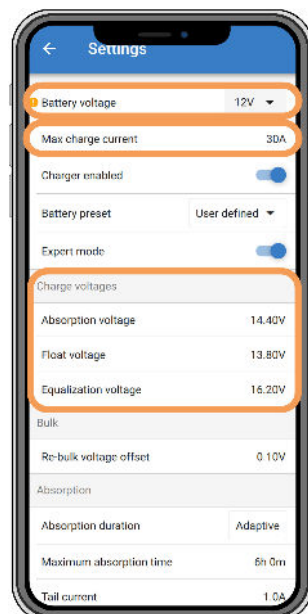 Settings
Battery voltage 12V
Max charge current 30A
Charger enabled
Battery preset User defined
Expert mode
Charge voltages
Absorption voltage 14.40V
Float voltage 13.80V
Equalization voltage 16.20V
Bulk
Re-bulk voltage offset 0.10V
Absorption
Absorption duration Adaptive
Maximum absorption time 6h 0m
Tail current 1.0A